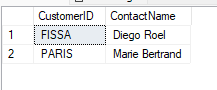 CustomerID ContactName
1 FISSA Diego Roel
2 PARIS Marie Bertrand